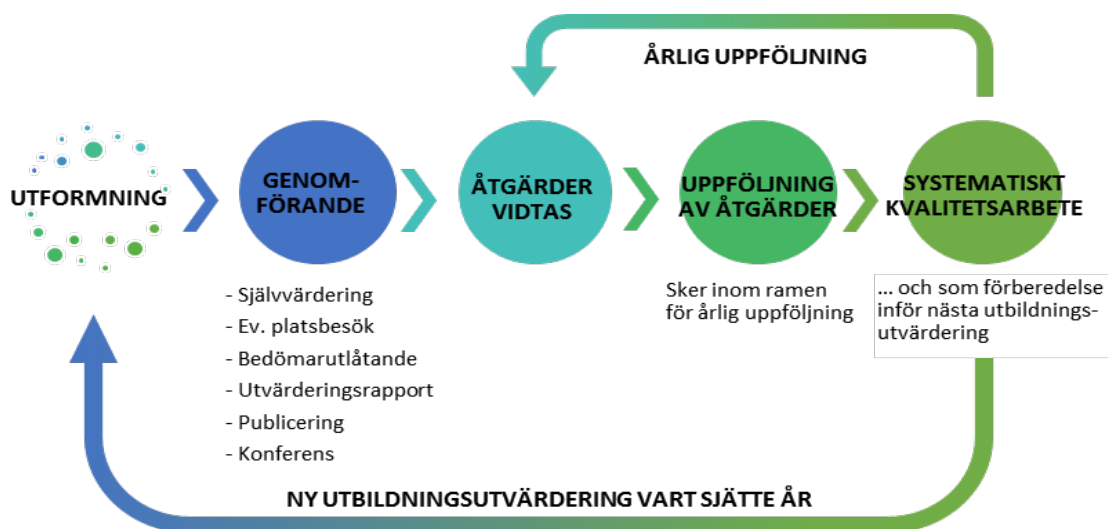 ÅRLIG UPPFÖLJNING
UTFORMNING
GENOM-
FÖRANDE
ÅTGÄRDER
VIDTAS
UPPFÖLJNING
AV ÅTGÄRDER
SYSTEMATISKT
KVALITETSARBETE
- Självvärdering
- Ev. platsbesök
- Bedömarutlåtande
- Utvärderingsrapport
- Publicering
- Konferens
Sker inom ramen
för årlig uppföljning
... och som förberedelse
inför nästa utbildnings-
utvärdering
NY UTBILDNINGSUTVÄRDERING VART SJÄTTE ÅR